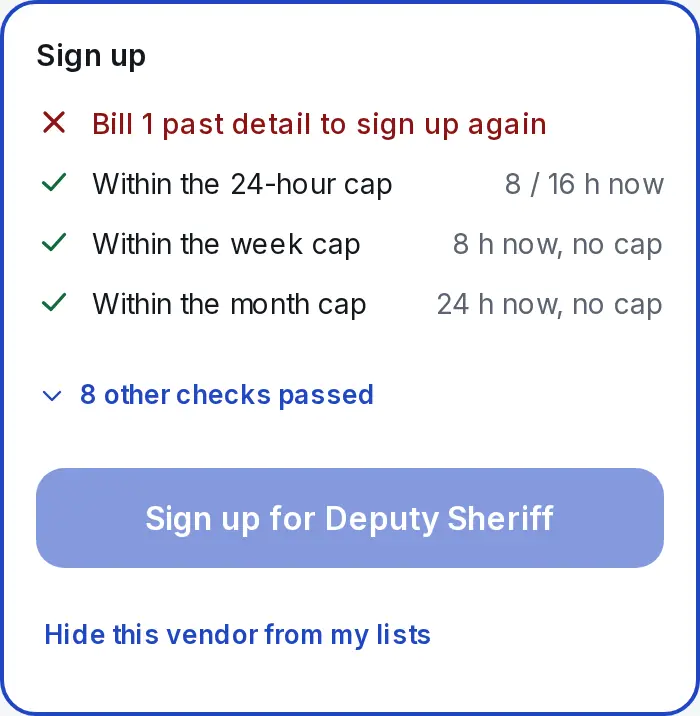 Sign up
Bill 1 past detail to sign up again
Within the 24-hour cap 8 / 16 h now
Within the week cap 8 h now, no cap
Within the month cap 24 h now, no cap
8 other checks passed
Sign up for Deputy Sheriff
Hide this vendor from my lists